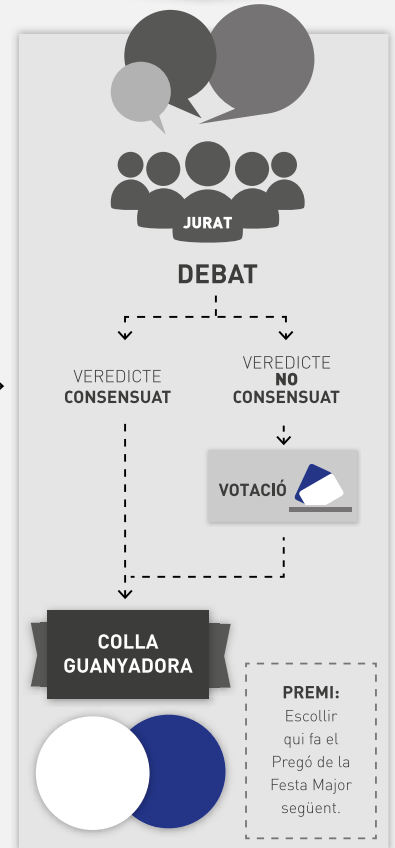 JURAT
DEBAT
VEREDICTE
CONSENSUAT
VEREDICTE
NO
CONSENSUAT
VOTACIÓ
COLLA
GUANYADORA
PREMI:
Escollir
qui fa el
Pregó de la
Festa Major
següent.